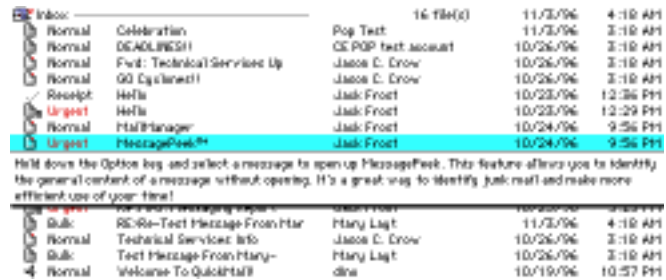 Inbox: 16 file(s) 11/3/96 4:18 AM
Normal Celebration Pop Test 11/3/96 3:18 AM
Normal DEADLINES!! CE POP test account 10/26/96 3:18 AM
Normal Fwd: Technical Services Up Jason C. Crow 10/26/96 3:18 AM
Normal GO Cyclones!! Jason C. Crow 10/26/96 3:18 AM
Receipt Hello Jack Frost 10/23/96 12:36 PM
Urgent Hello Jack Frost 10/23/96 12:29 PM
Normal MailManager Jack Frost 10/24/96 9:56 PM
Urgent MessagePeek™ Jack Frost 10/24/96 9:56 PM
Hold down the Option key and select a message to open up MessagePeek. This feature allows you to identify
the general content of a message without opening. It's a great way to identify junk mail and make more
efficient use of your time!
Urgent
Bulk RE>Re-Test Message From Mar Mary Lagt 11/3/96 4:18 AM
Normal Technical Services Info Jason C. Crow 10/26/96 3:18 AM
Bulk Test Message From Mary- Mary Lagt 10/26/96 3:18 AM
Normal Welcome To QuickMail! dino 10/19/96 10:57 PM